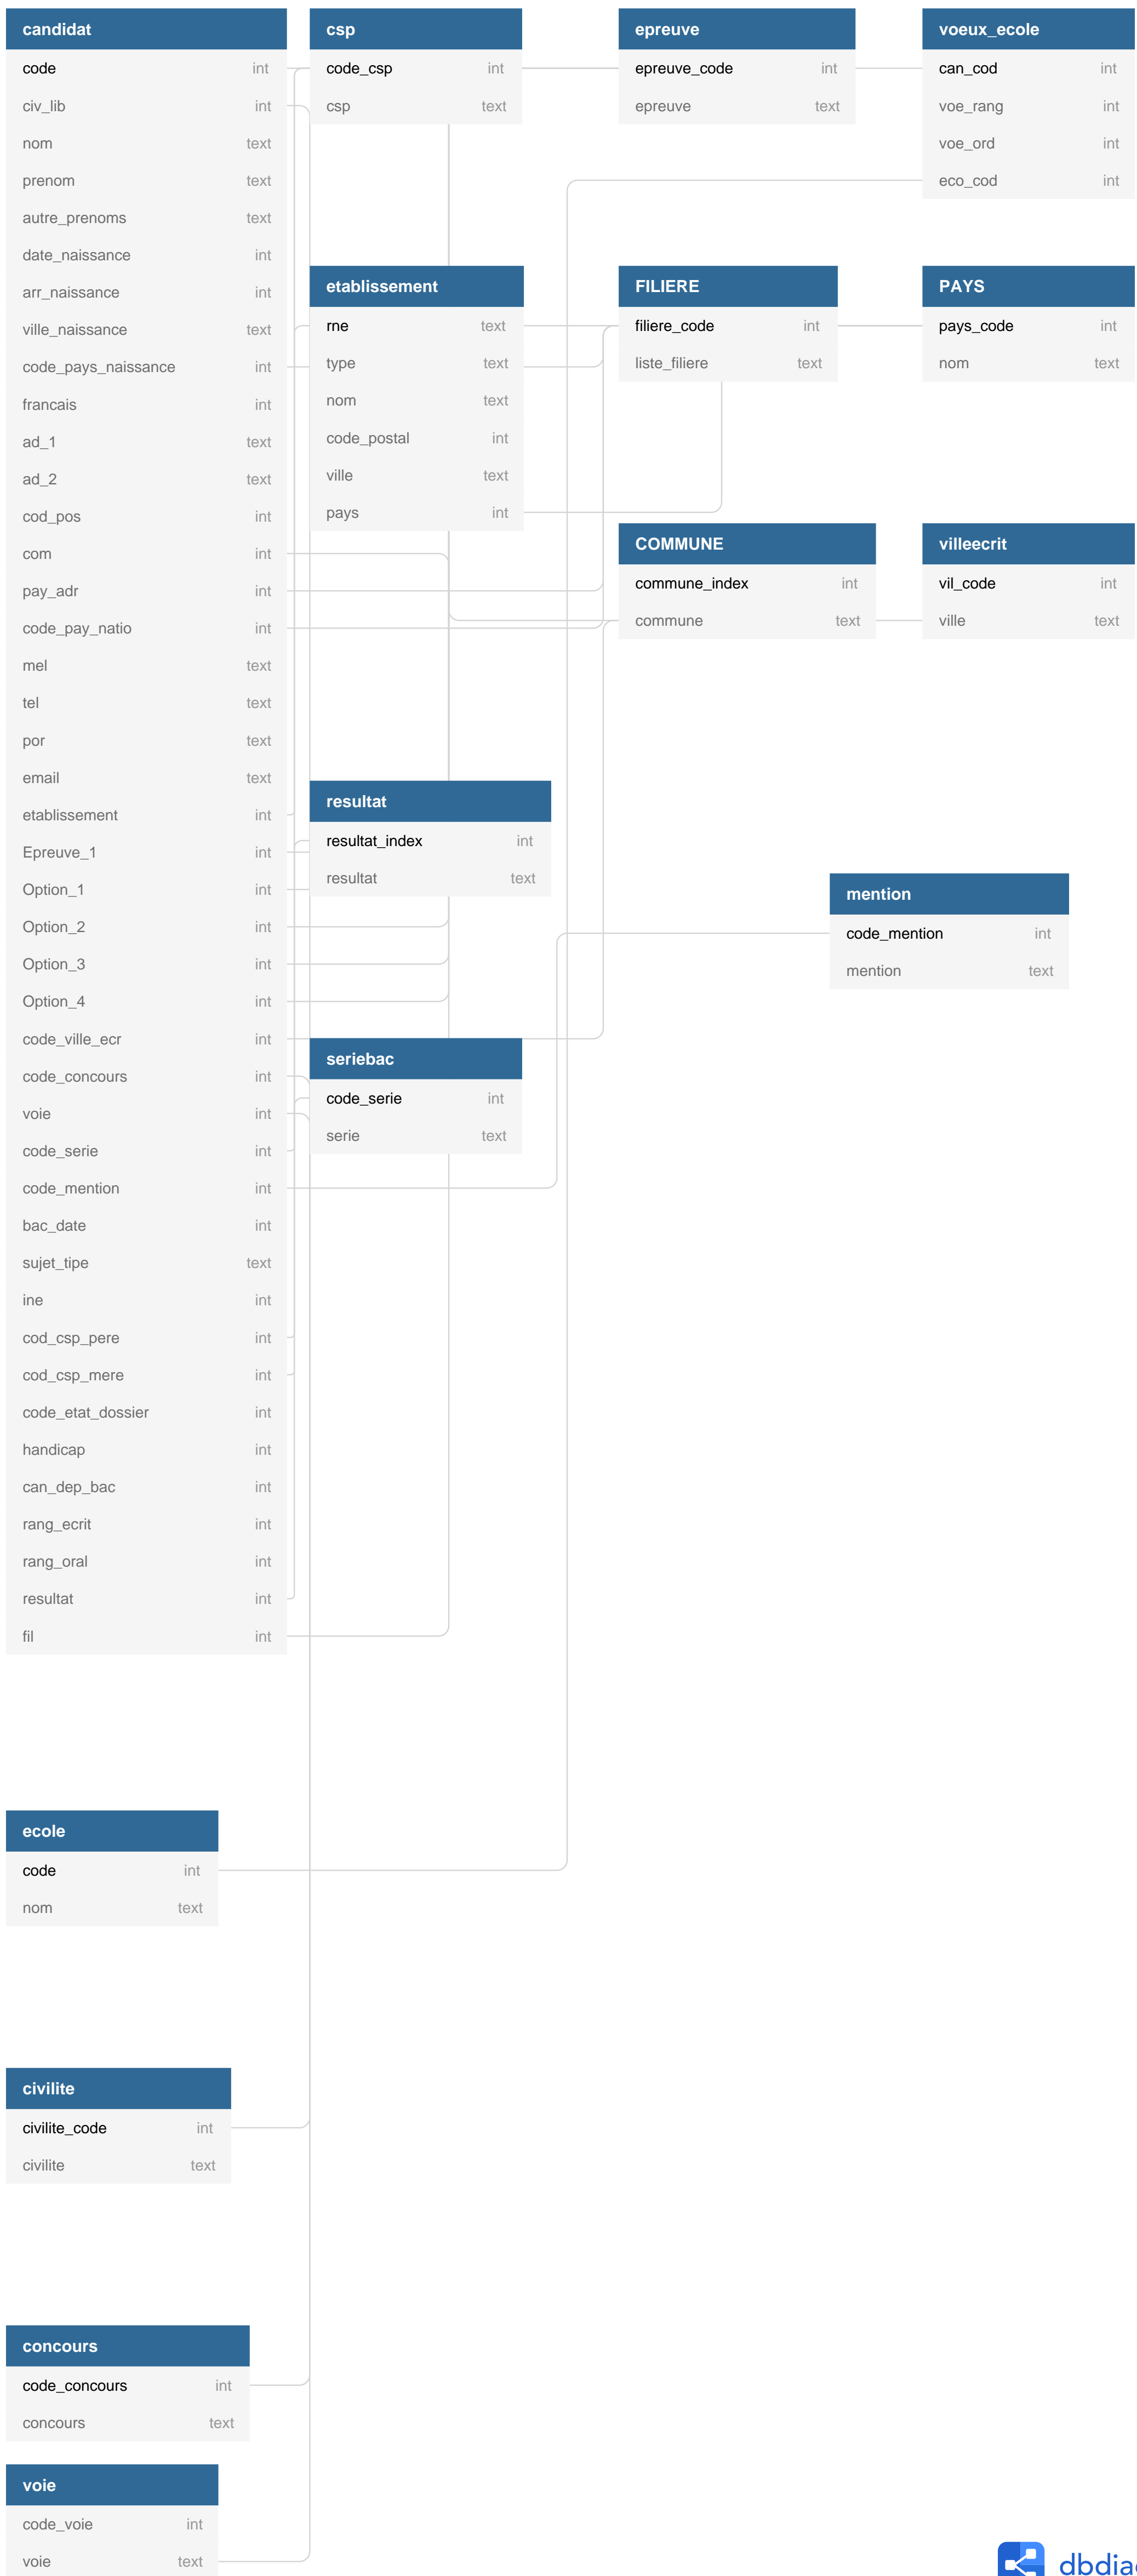 candidat
code int
civ_lib int
nom text
prenom text
autre_prenoms text
date_naissance int
arr_naissance int
ville_naissance text
code_pays_naissance int
francais int
ad_1 text
ad_2 text
cod_pos int
com int
pay_adr int
code_pay_natio int
mel text
tel text
por text
email text
etablissement int
Epreuve_1 int
Option_1 int
Option_2 int
Option_3 int
Option_4 int
code_ville_ecr int
code_concours int
voie int
code_serie int
code_mention int
bac_date int
sujet_tipe text
ine int
cod_csp_pere int
cod_csp_mere int
code_etat_dossier int
handicap int
can_dep_bac int
rang_ecrit int
rang_oral int
resultat int
fil int
csp
code_csp int
csp text
epreuve
epreuve_code int
epreuve text
voeux_ecole
can_cod int
voe_rang int
voe_ord int
eco_cod int
etablissement
rne text
type text
nom text
code_postal int
ville text
pays int
FILIERE
filiere_code int
liste_filiere text
PAYS
pays_code int
nom text
COMMUNE
commune_index int
commune text
villeecrit
vil_code int
ville text
resultat
resultat_index int
resultat text
mention
code_mention int
mention text
seriebac
code_serie int
serie text
ecole
code int
nom text
civilite
civilite_code int
civilite text
concours
code_concours int
concours text
voie
code_voie int
voie text